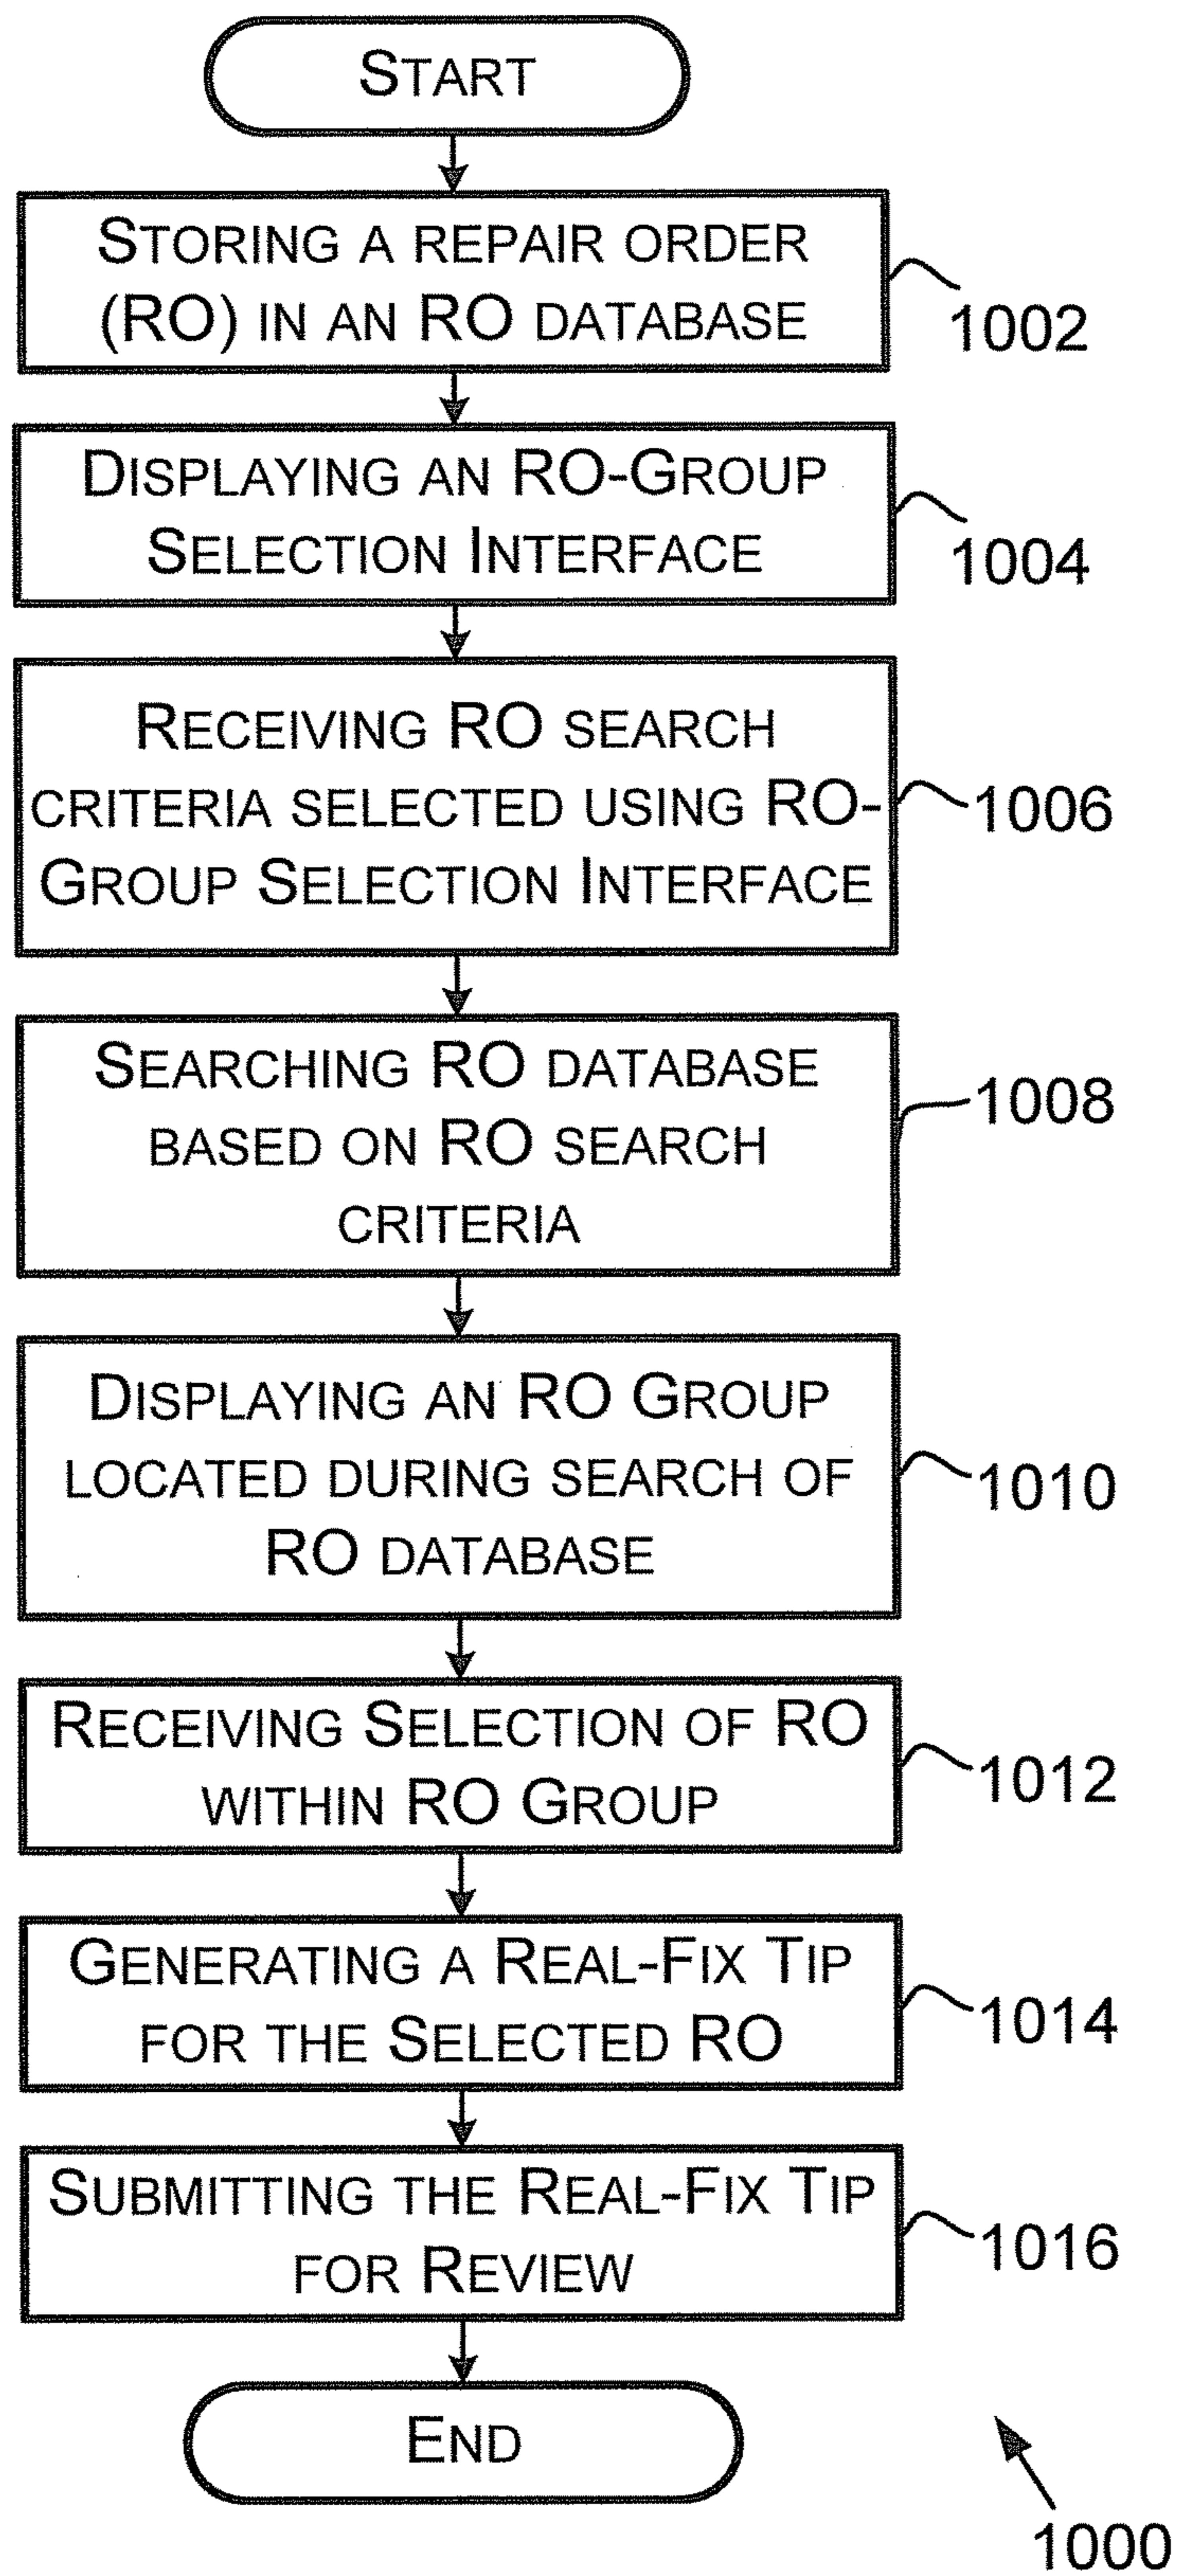 START
STORING A REPAIR ORDER
(RO) IN AN RO DATABASE
1002
DISPLAYING AN RO-GROUP
SELECTION INTERFACE
1004
RECEIVING RO SEARCH
CRITERIA SELECTED USING RO-
GROUP SELECTION INTERFACE
1006
SEARCHING RO DATABASE
BASED ON RO SEARCH
CRITERIA
1008
DISPLAYING AN RO GROUP
LOCATED DURING SEARCH OF
RO DATABASE
1010
RECEIVING SELECTION OF RO
WITHIN RO GROUP
1012
GENERATING A REAL-FIX TIP
FOR THE SELECTED RO
1014
SUBMITTING THE REAL-FIX TIP
FOR REVIEW
1016
END
1000